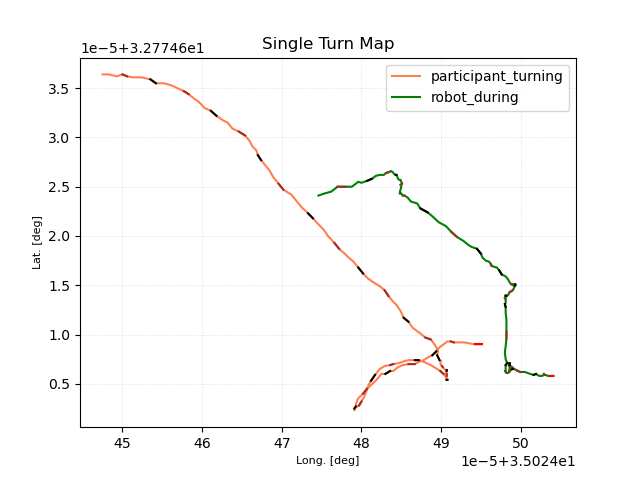 Single Turn Map
1e−5+3.27746e1
participant_turning
robot_during
3.5
3.0
2.5
2.0
1.5
1.0
0.5
Lat. [deg]
45 46 47 48 49 50
Long. [deg]
1e−5+3.5024e1